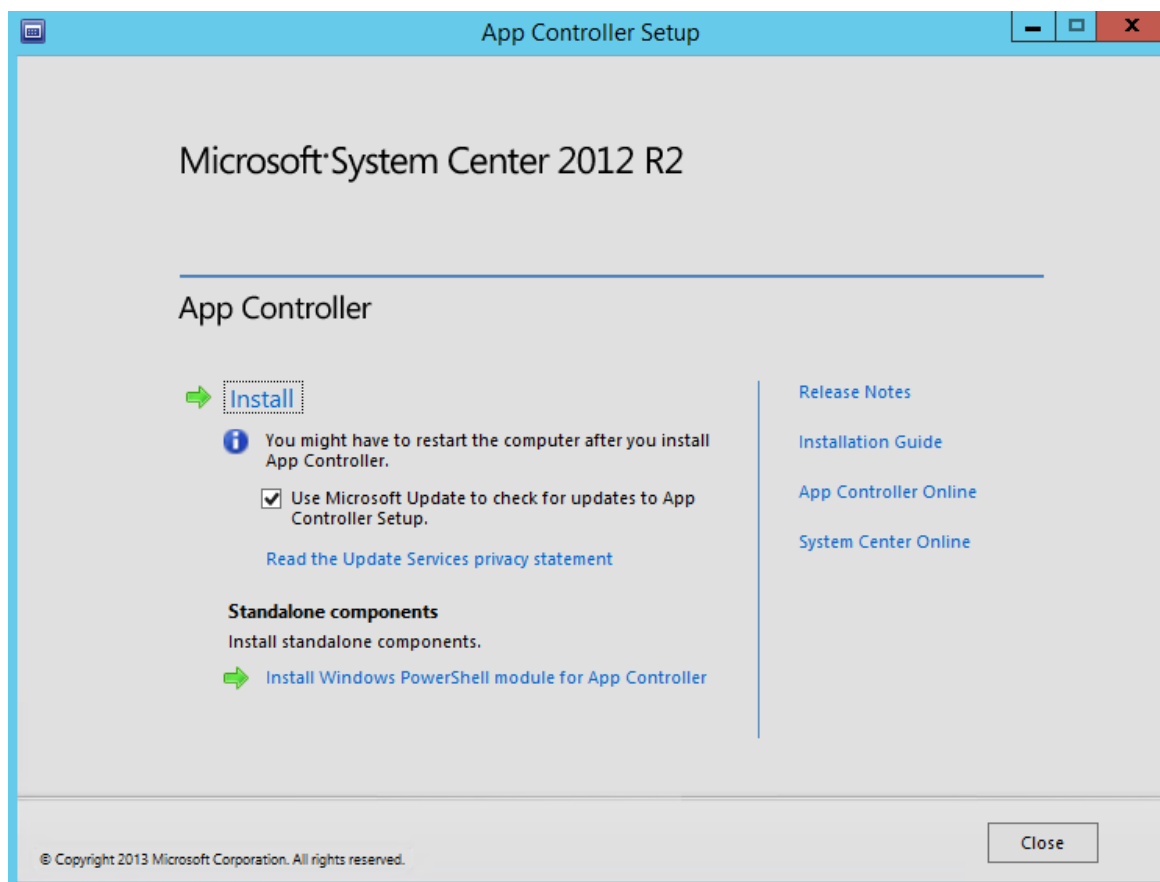 App Controller Setup
Microsoft System Center 2012 R2
App Controller
Install
You might have to restart the computer after you install
App Controller.
Use Microsoft Update to check for updates to App
Controller Setup.
Read the Update Services privacy statement
Standalone components
Install standalone components.
Install Windows PowerShell module for App Controller
Release Notes
Installation Guide
App Controller Online
System Center Online
© Copyright 2013 Microsoft Corporation. All rights reserved.
Close